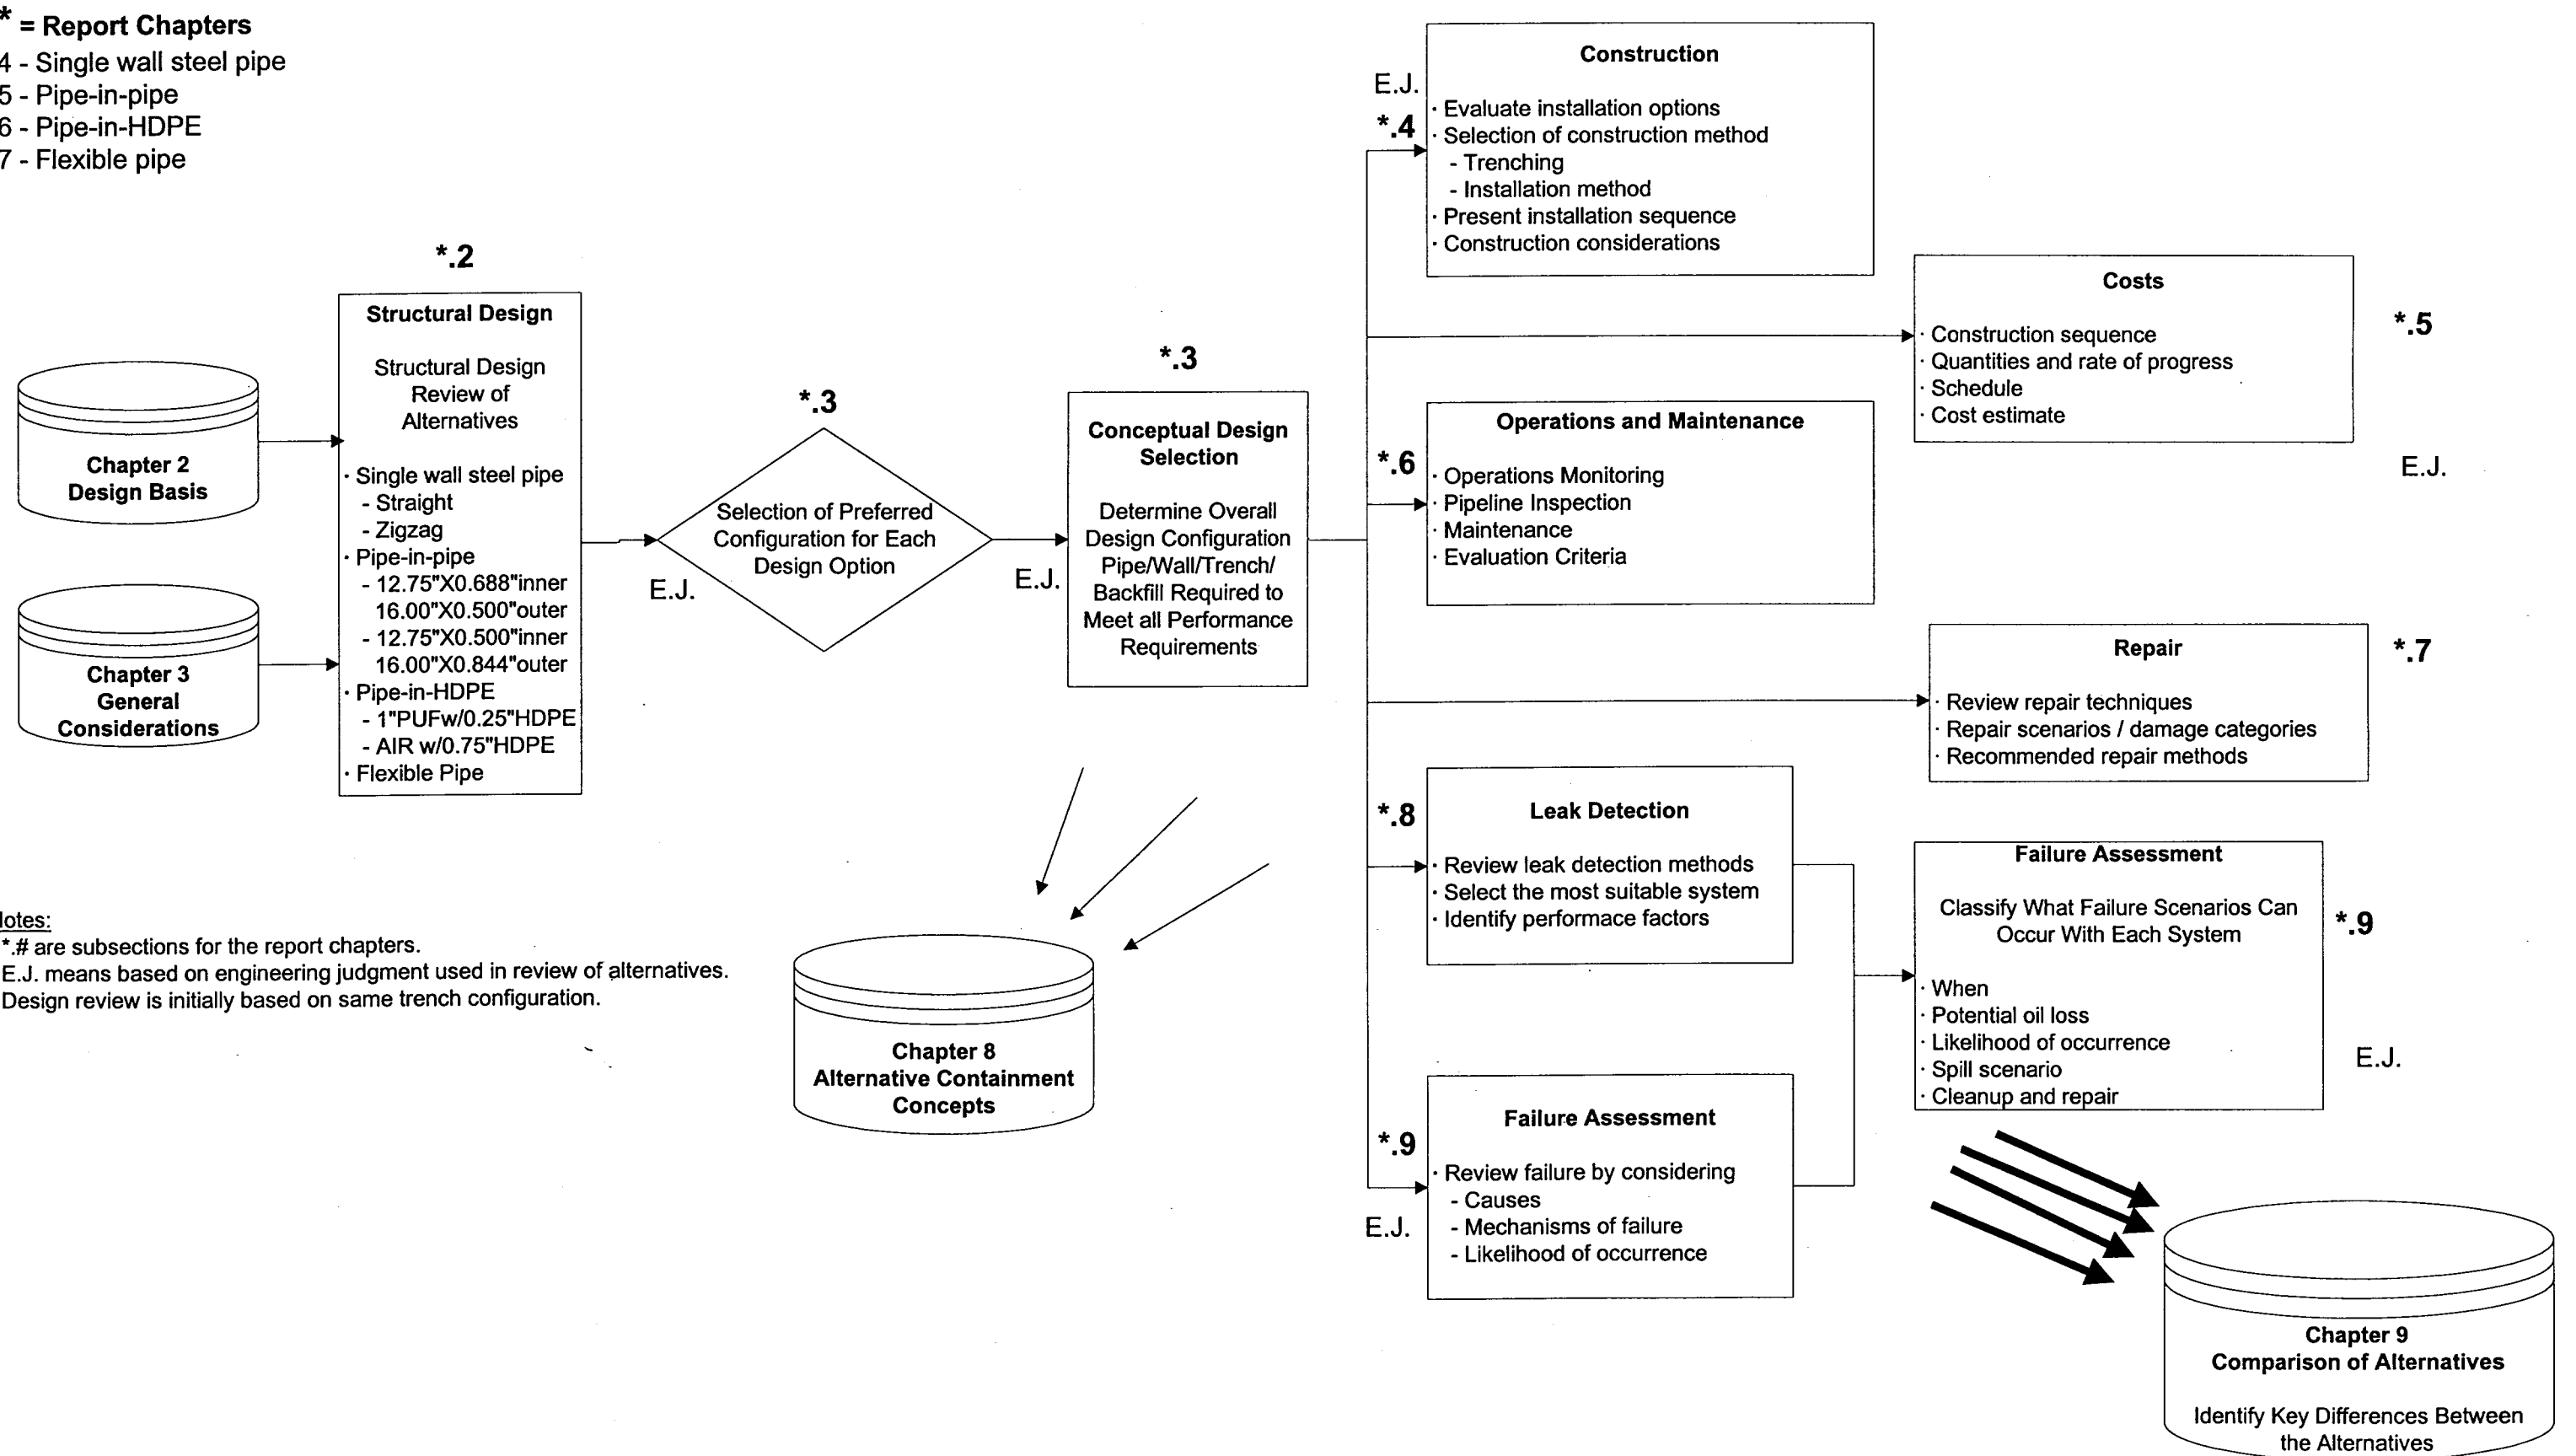 * = Report Chapters
4 - Single wall steel pipe
5 - Pipe-in-pipe
6 - Pipe-in-HDPE
7 - Flexible pipe
Chapter 2
Design Basis
Chapter 3
General
Considerations
*.2
Structural Design
Structural Design
Review of
Alternatives
· Single wall steel pipe
- Straight
- Zigzag
· Pipe-in-pipe
- 12.75"X0.688"inner
16.00"X0.500"outer
- 12.75"X0.500"inner
16.00"X0.844"outer
· Pipe-in-HDPE
- 1"PUFw/0.25"HDPE
- AIR w/0.75"HDPE
· Flexible Pipe
*.3
Selection of Preferred
Configuration for Each
Design Option
E.J.
*.3
Conceptual Design
Selection
Determine Overall
Design Configuration
Pipe/Wall/Trench/
Backfill Required to
Meet all Performance
Requirements
E.J.
E.J.
*.4
Construction
· Evaluate installation options
· Selection of construction method
- Trenching
- Installation method
· Present installation sequence
· Construction considerations
Costs
· Construction sequence
· Quantities and rate of progress
· Schedule
· Cost estimate
*.5
E.J.
*.6
Operations and Maintenance
· Operations Monitoring
· Pipeline Inspection
· Maintenance
· Evaluation Criteria
Repair
· Review repair techniques
· Repair scenarios / damage categories
· Recommended repair methods
*.7
*.8
Leak Detection
· Review leak detection methods
· Select the most suitable system
· Identify performace factors
*.9
E.J.
Failure Assessment
· Review failure by considering
- Causes
- Mechanisms of failure
- Likelihood of occurrence
Failure Assessment
Classify What Failure Scenarios Can
Occur With Each System
· When
· Potential oil loss
· Likelihood of occurrence
· Spill scenario
· Cleanup and repair
*.9
E.J.
otes:
*.# are subsections for the report chapters.
E.J. means based on engineering judgment used in review of alternatives.
Design review is initially based on same trench configuration.
Chapter 8
Alternative Containment
Concepts
Chapter 9
Comparison of Alternatives
Identify Key Differences Between
the Alternatives